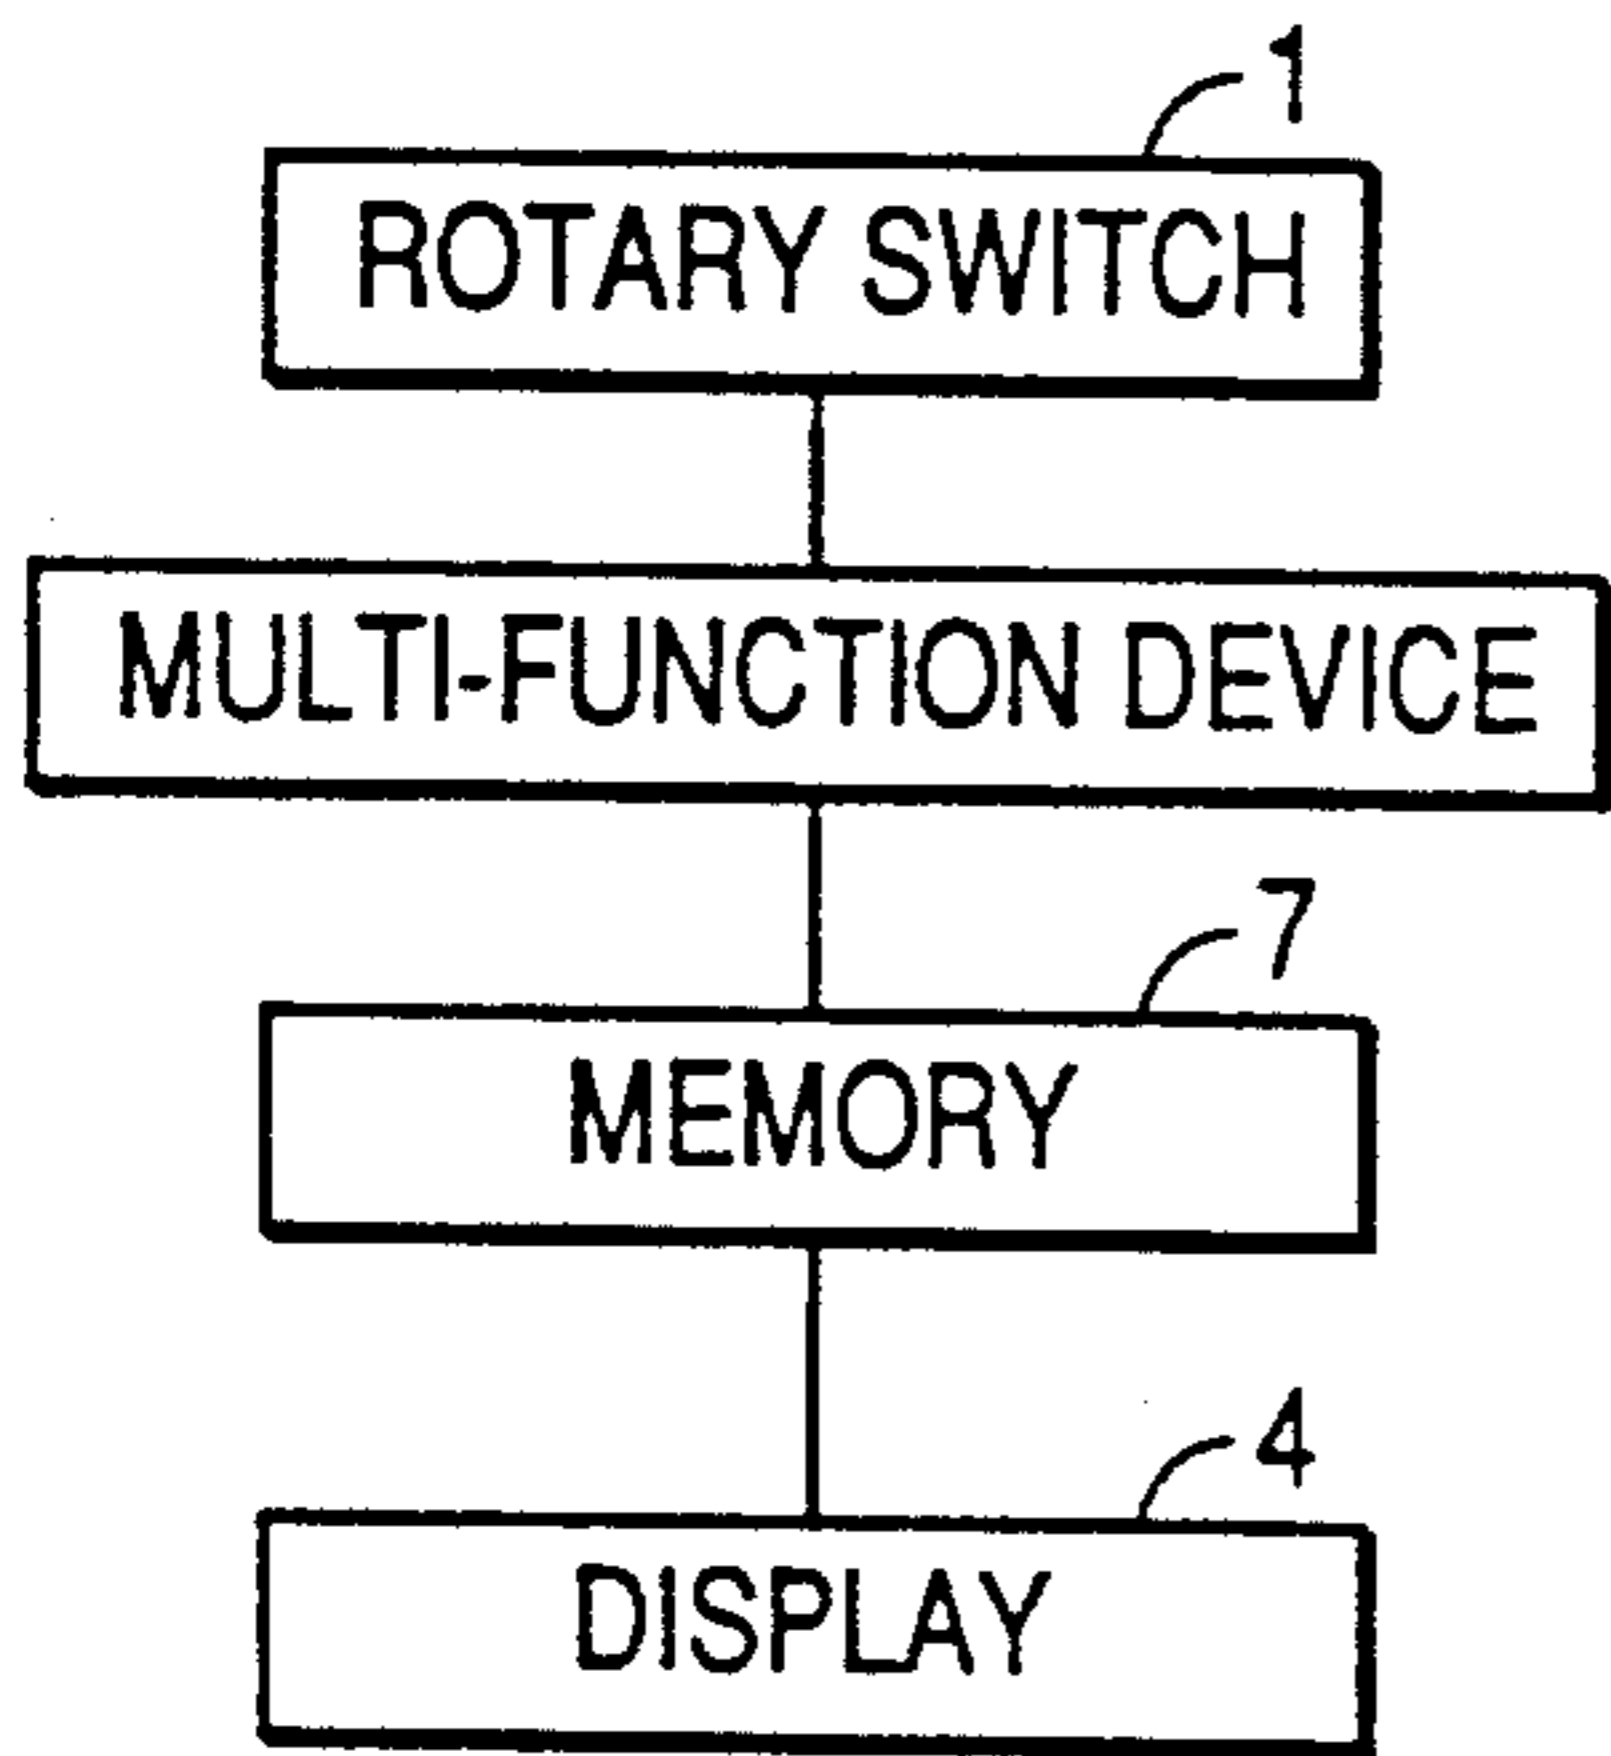 1
ROTARY SWITCH
MULTI-FUNCTION DEVICE
7
MEMORY
4
DISPLAY